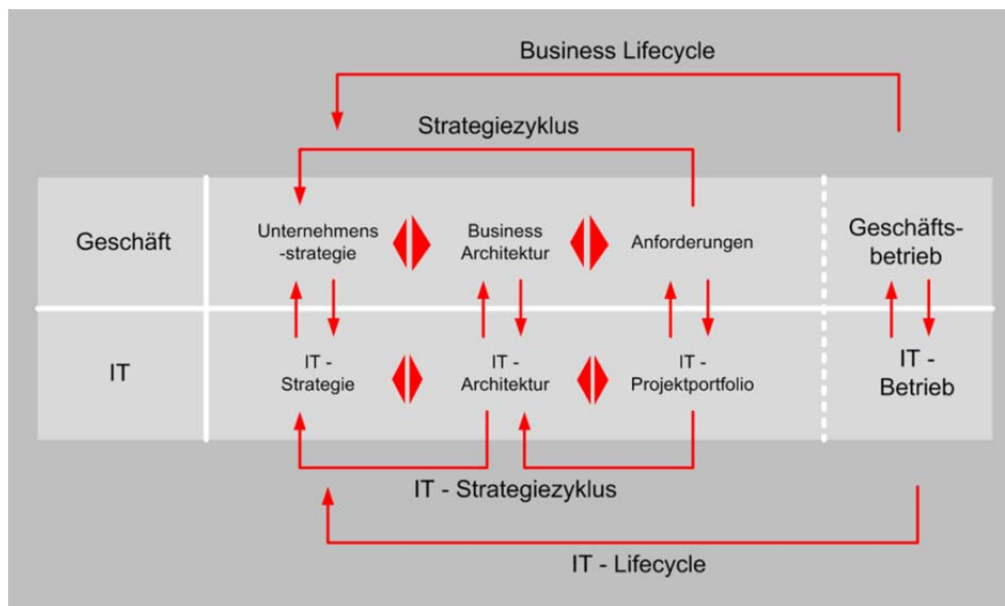 Business Lifecycle
Strategiezyklus
Geschäft
Unternehmens
-strategie
Business
Architektur
Anforderungen
Geschäfts-
betrieb
IT
IT -
Strategie
IT -
Architektur
IT -
Projektportfolio
IT -
Betrieb
IT - Strategiezyklus
IT - Lifecycle